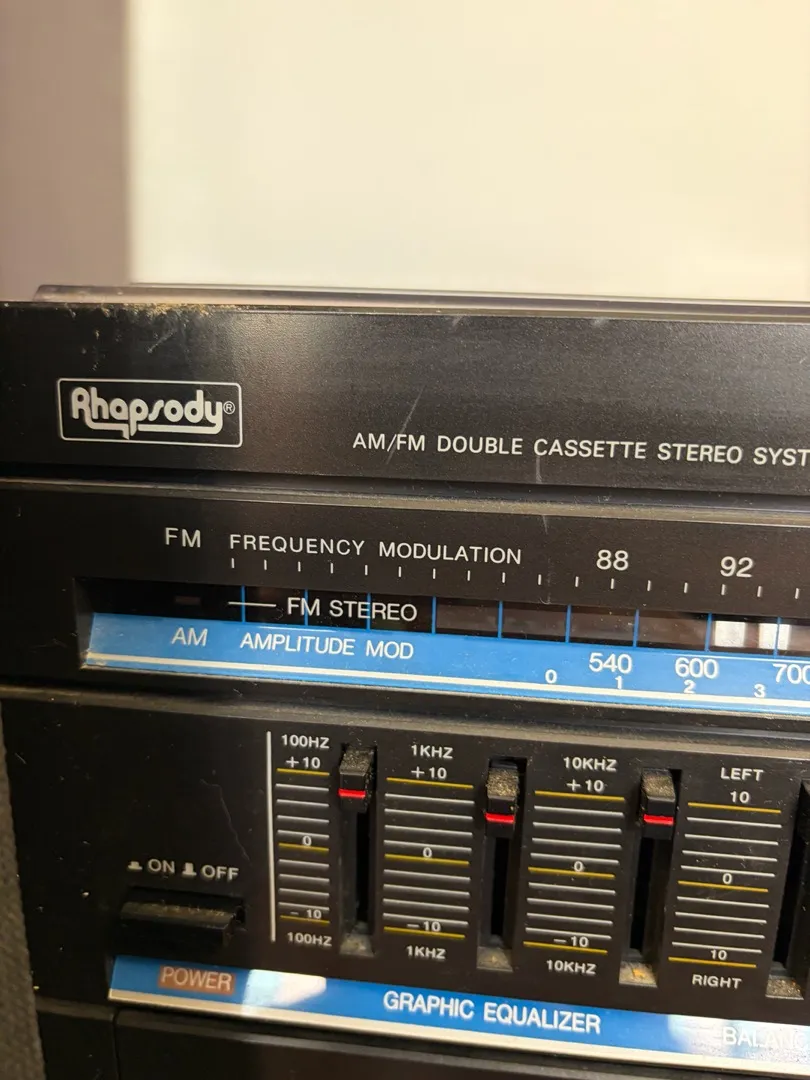 Rhapsody®
AM/FM DOUBLE CASSETTE STEREO SYST
FM FREQUENCY MODULATION 88 92
FM STEREO
AM AMPLITUDE MOD 540 600 700
0 1 2 3
100HZ 1KHZ 10KHZ LEFT
+10 +10 +10 10
0 0 0 0
-10 -10 -10 10
100HZ 1KHZ 10KHZ RIGHT
ON OFF
POWER GRAPHIC EQUALIZER BALANC